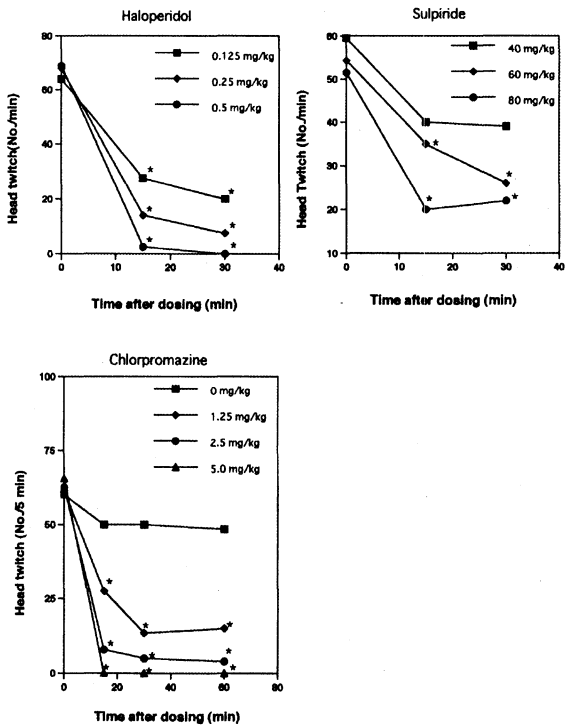 Haloperidol
Head twitch(No./min)
80
60
40
20
0
0.125 mg/kg
0.25 mg/kg
0.5 mg/kg
*
*
*
*
*
*
0
10
20
30
40
Time after dosing (min)
Sulpiride
Head Twitch (No./min)
60
50
40
30
20
10
40 mg/kg
60 mg/kg
80 mg/kg
*
*
*
*
0
10
20
30
40
Time after dosing (min)
Chlorpromazine
Head twitch (No./5 min)
100
75
50
25
0
0 mg/kg
1.25 mg/kg
2.5 mg/kg
5.0 mg/kg
*
*
*
*
*
*
*
*
*
0
20
40
60
80
Time after dosing (min)